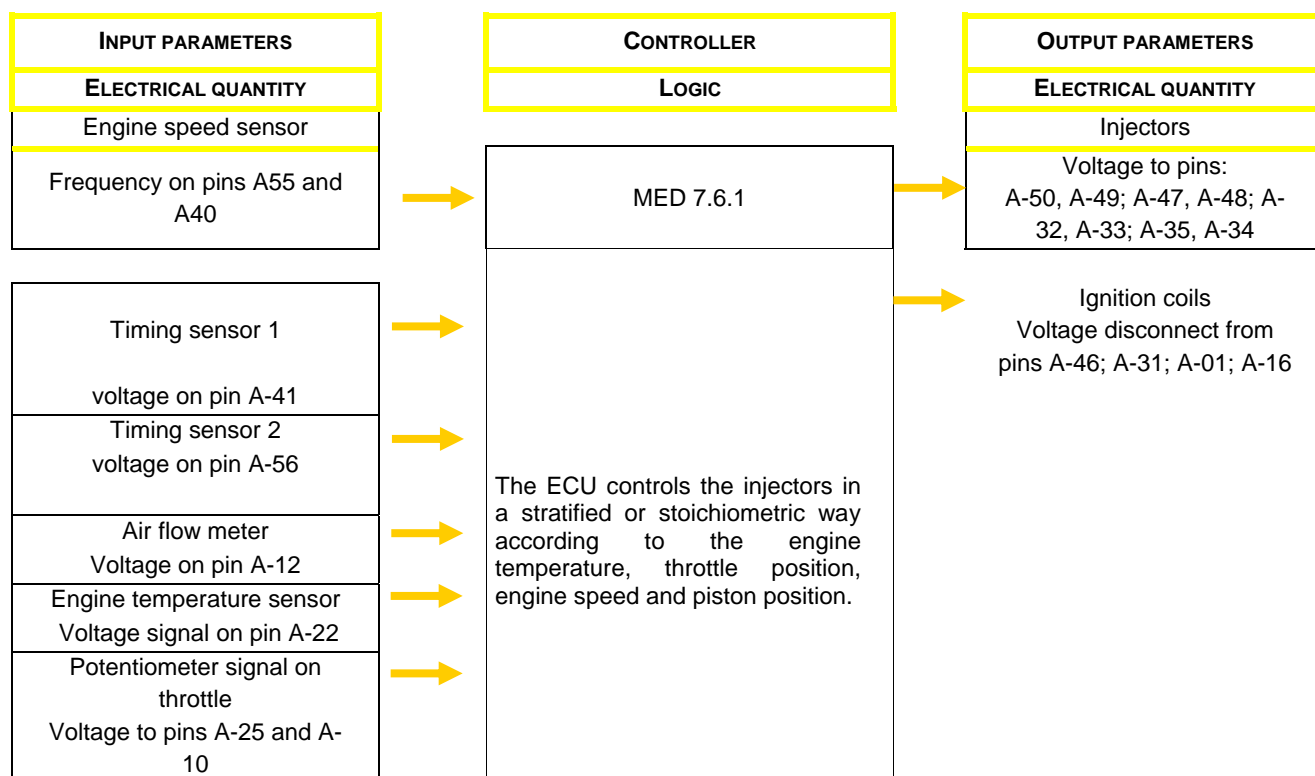 INPUT PARAMETERS
ELECTRICAL QUANTITY
Engine speed sensor
Frequency on pins A55 and
A40
Timing sensor 1
voltage on pin A-41
Timing sensor 2
voltage on pin A-56
Air flow meter
Voltage on pin A-12
Engine temperature sensor
Voltage signal on pin A-22
Potentiometer signal on
throttle
Voltage to pins A-25 and A-
10
CONTROLLER
LOGIC
MED 7.6.1
The ECU controls the injectors in
a stratified or stoichiometric way
according to the engine
temperature, throttle position,
engine speed and piston position.
OUTPUT PARAMETERS
ELECTRICAL QUANTITY
Injectors
Voltage to pins:
A-50, A-49; A-47, A-48; A-
32, A-33; A-35, A-34
Ignition coils
Voltage disconnect from
pins A-46; A-31; A-01; A-16